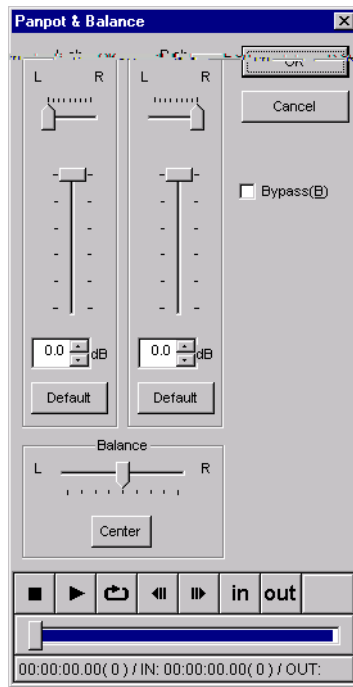 Panpot & Balance
L R L R
Cancel
Bypass(B)
0.0 dB 0.0 dB
Default Default
Balance
L R
Center
in out
00:00:00.00( 0 ) / IN: 00:00:00.00( 0 ) / OUT: